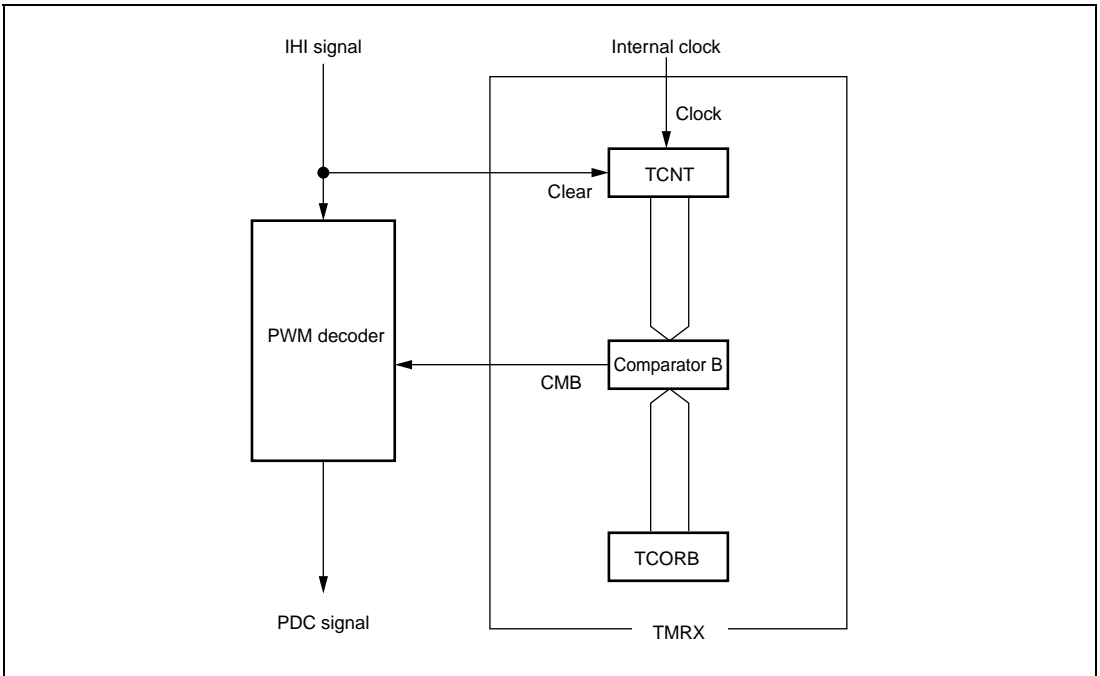 IHI signal
Internal clock
Clock
TCNT
Clear
PWM decoder
Comparator B
CMB
TCORB
PDC signal
TMRX